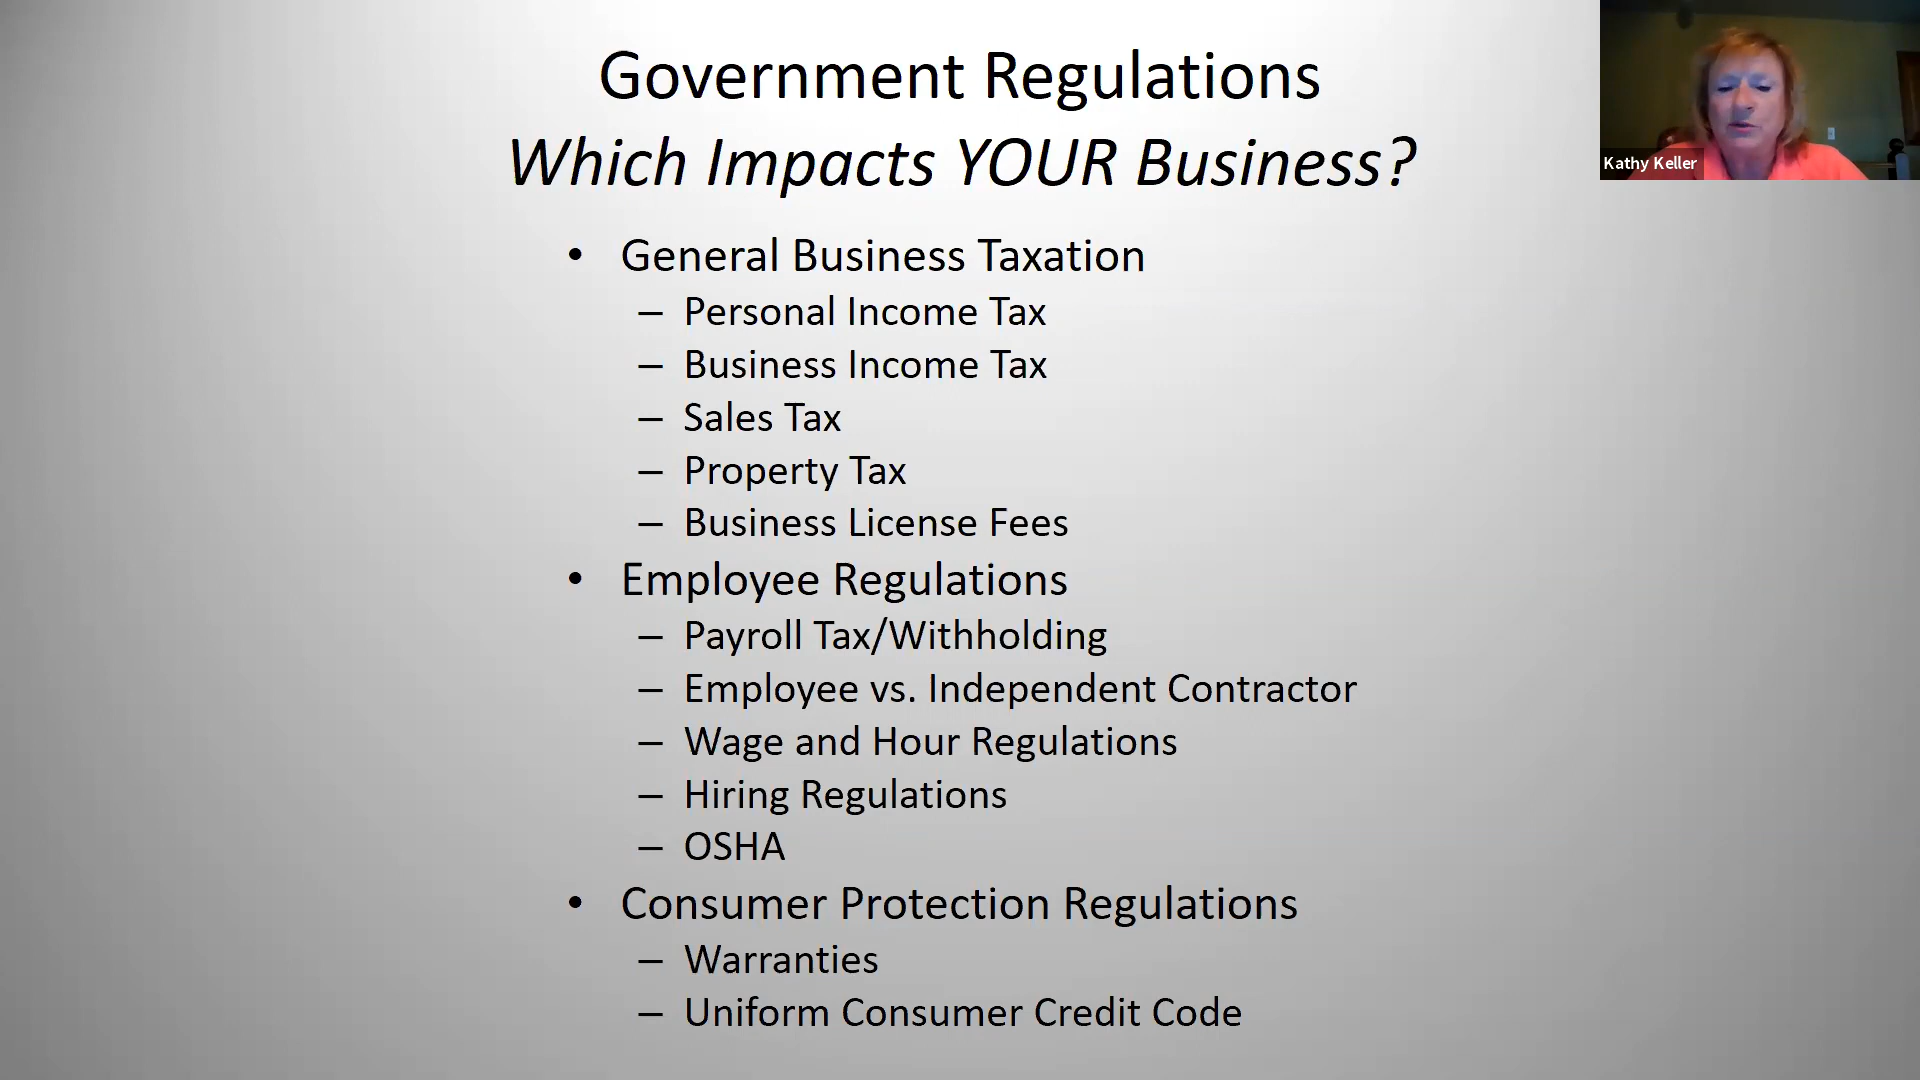 Government Regulations
Which Impacts YOUR Business?
Kathy Keller
• General Business Taxation
– Personal Income Tax
– Business Income Tax
– Sales Tax
– Property Tax
– Business License Fees
• Employee Regulations
– Payroll Tax/Withholding
– Employee vs. Independent Contractor
– Wage and Hour Regulations
– Hiring Regulations
– OSHA
• Consumer Protection Regulations
– Warranties
– Uniform Consumer Credit Code